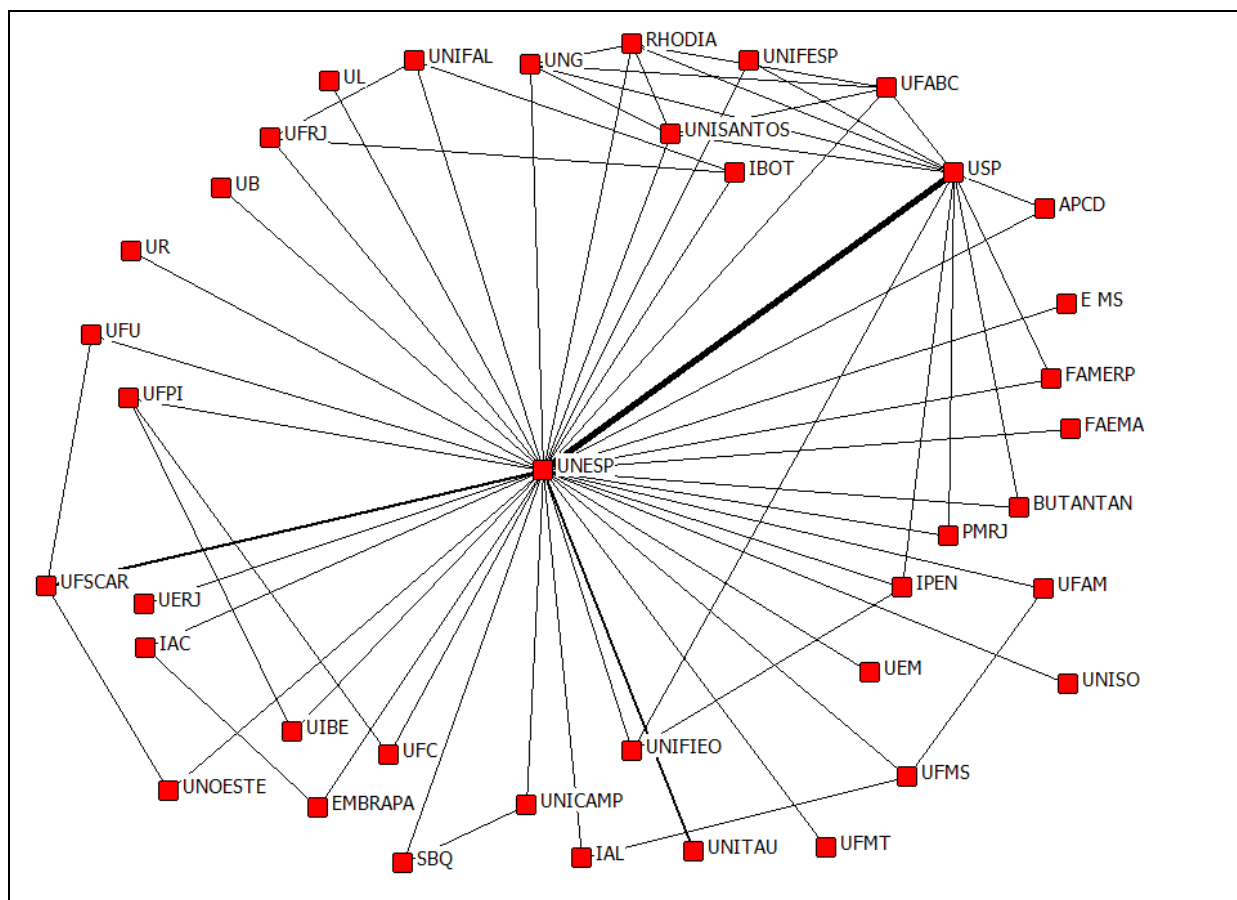 RHODIA
UNIFAL
UNG
UNIFESP
UL
UFABC
UFRJ
UNISANTOS
IBOT
USP
UB
APCD
UR
E MS
UFU
FAMERP
UFPI
FAEMA
UNESP
BUTANTAN
PMRJ
UFSCAR
IPEN
UFAM
UERJ
IAC
UEM
UNISO
UIBE
UFC
UNIFIEO
UFMS
UNOESTE
EMBRAPA
UNICAMP
SBQ
IAL
UNITAU
UFMT